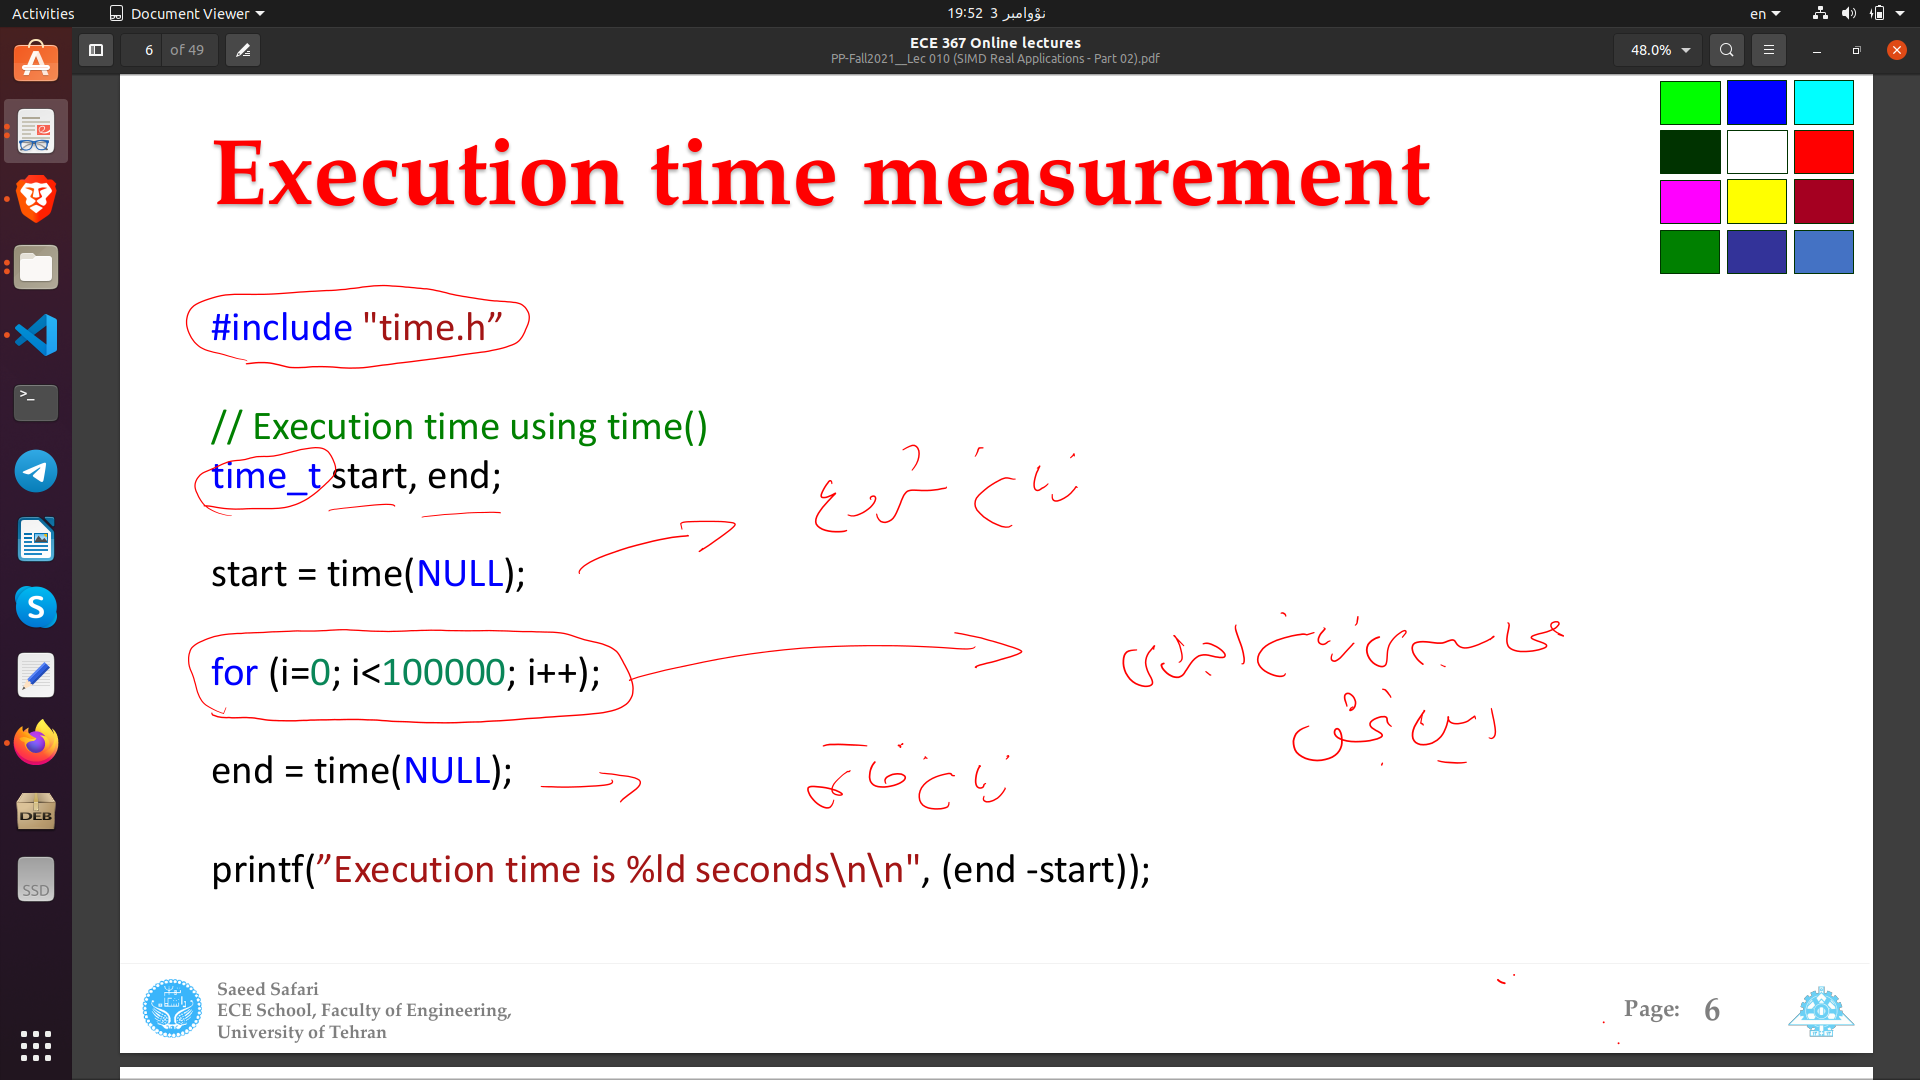 Activities
Document Viewer
19:52 نۆوامبر 3
en
6 of 49
ECE 367 Online lectures
PP-Fall2021__Lec 010 (SIMD Real Applications - Part 02).pdf
48.0%
Execution time measurement
#include "time.h”
// Execution time using time()
time_t start, end;
زمان شروع
start = time(NULL);
for (i=0; i<100000; i++);
محاسبه‌ی زمان اجرای
این بخش
end = time(NULL);
زمان خاتمه
printf(”Execution time is %ld seconds\n\n", (end -start));
Saeed Safari
ECE School, Faculty of Engineering,
University of Tehran
Page: 6
>_
S
DEB
SSD